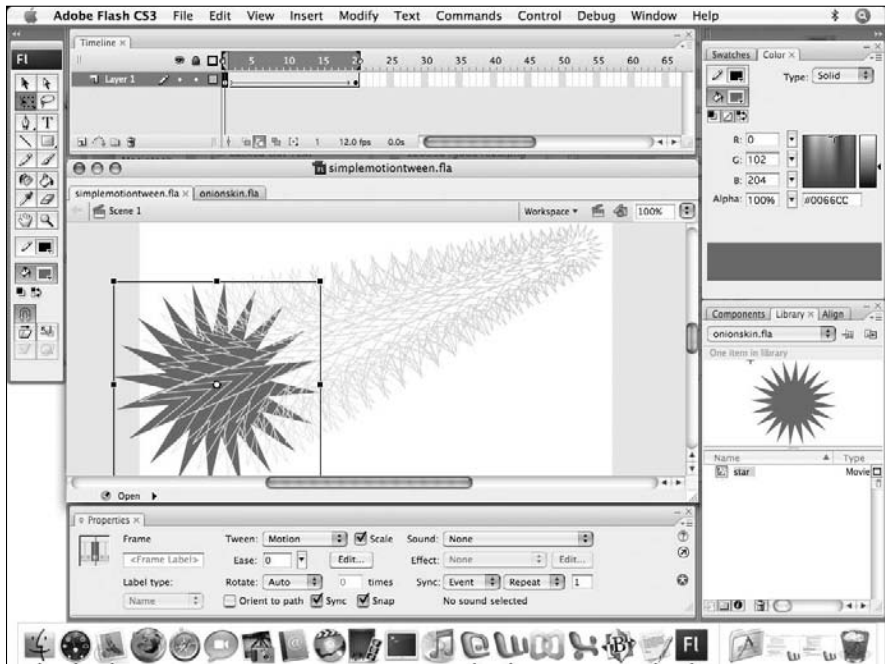 Adobe Flash CS3 File Edit View Insert Modify Text Commands Control Debug Window Help
Timeline ×
5 10 15 20 25 30 35 40 45 50 55 60 65
Layer 1
1 12.0 fps 0.0s
Fl
T
simplemotiontween.fla
simplemotiontween.fla × onionskin.fla
Scene 1 Workspace 100%
Open
Swatches Color ×
Type: Solid
R: 0
G: 102
B: 204
Alpha: 100% #0066CC
Components Library × Align
onionskin.fla
One item in library
Name Type
star Movie
Properties ×
Frame Tween: Motion Scale Sound: None
<Frame Label> Ease: 0 Edit... Effect: None Edit...
Label type: Rotate: Auto 0 times Sync: Event Repeat 1
Name Orient to path Sync Snap No sound selected
Fl